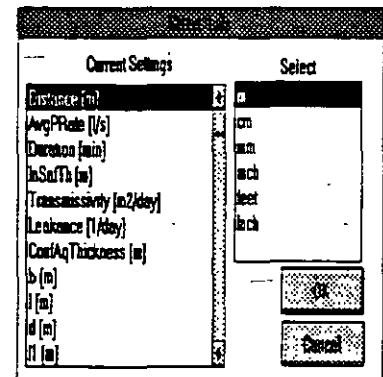 Current Settings
Select
Distance [m]
AvgPRate [l/s]
Duration [min]
InSatTh [m]
Transmissivity [m2/day]
Leakance [1/day]
ConfAqThickness [m]
b [m]
l [m]
d [m]
m
cm
mm
inch
feet
OK
Cancel